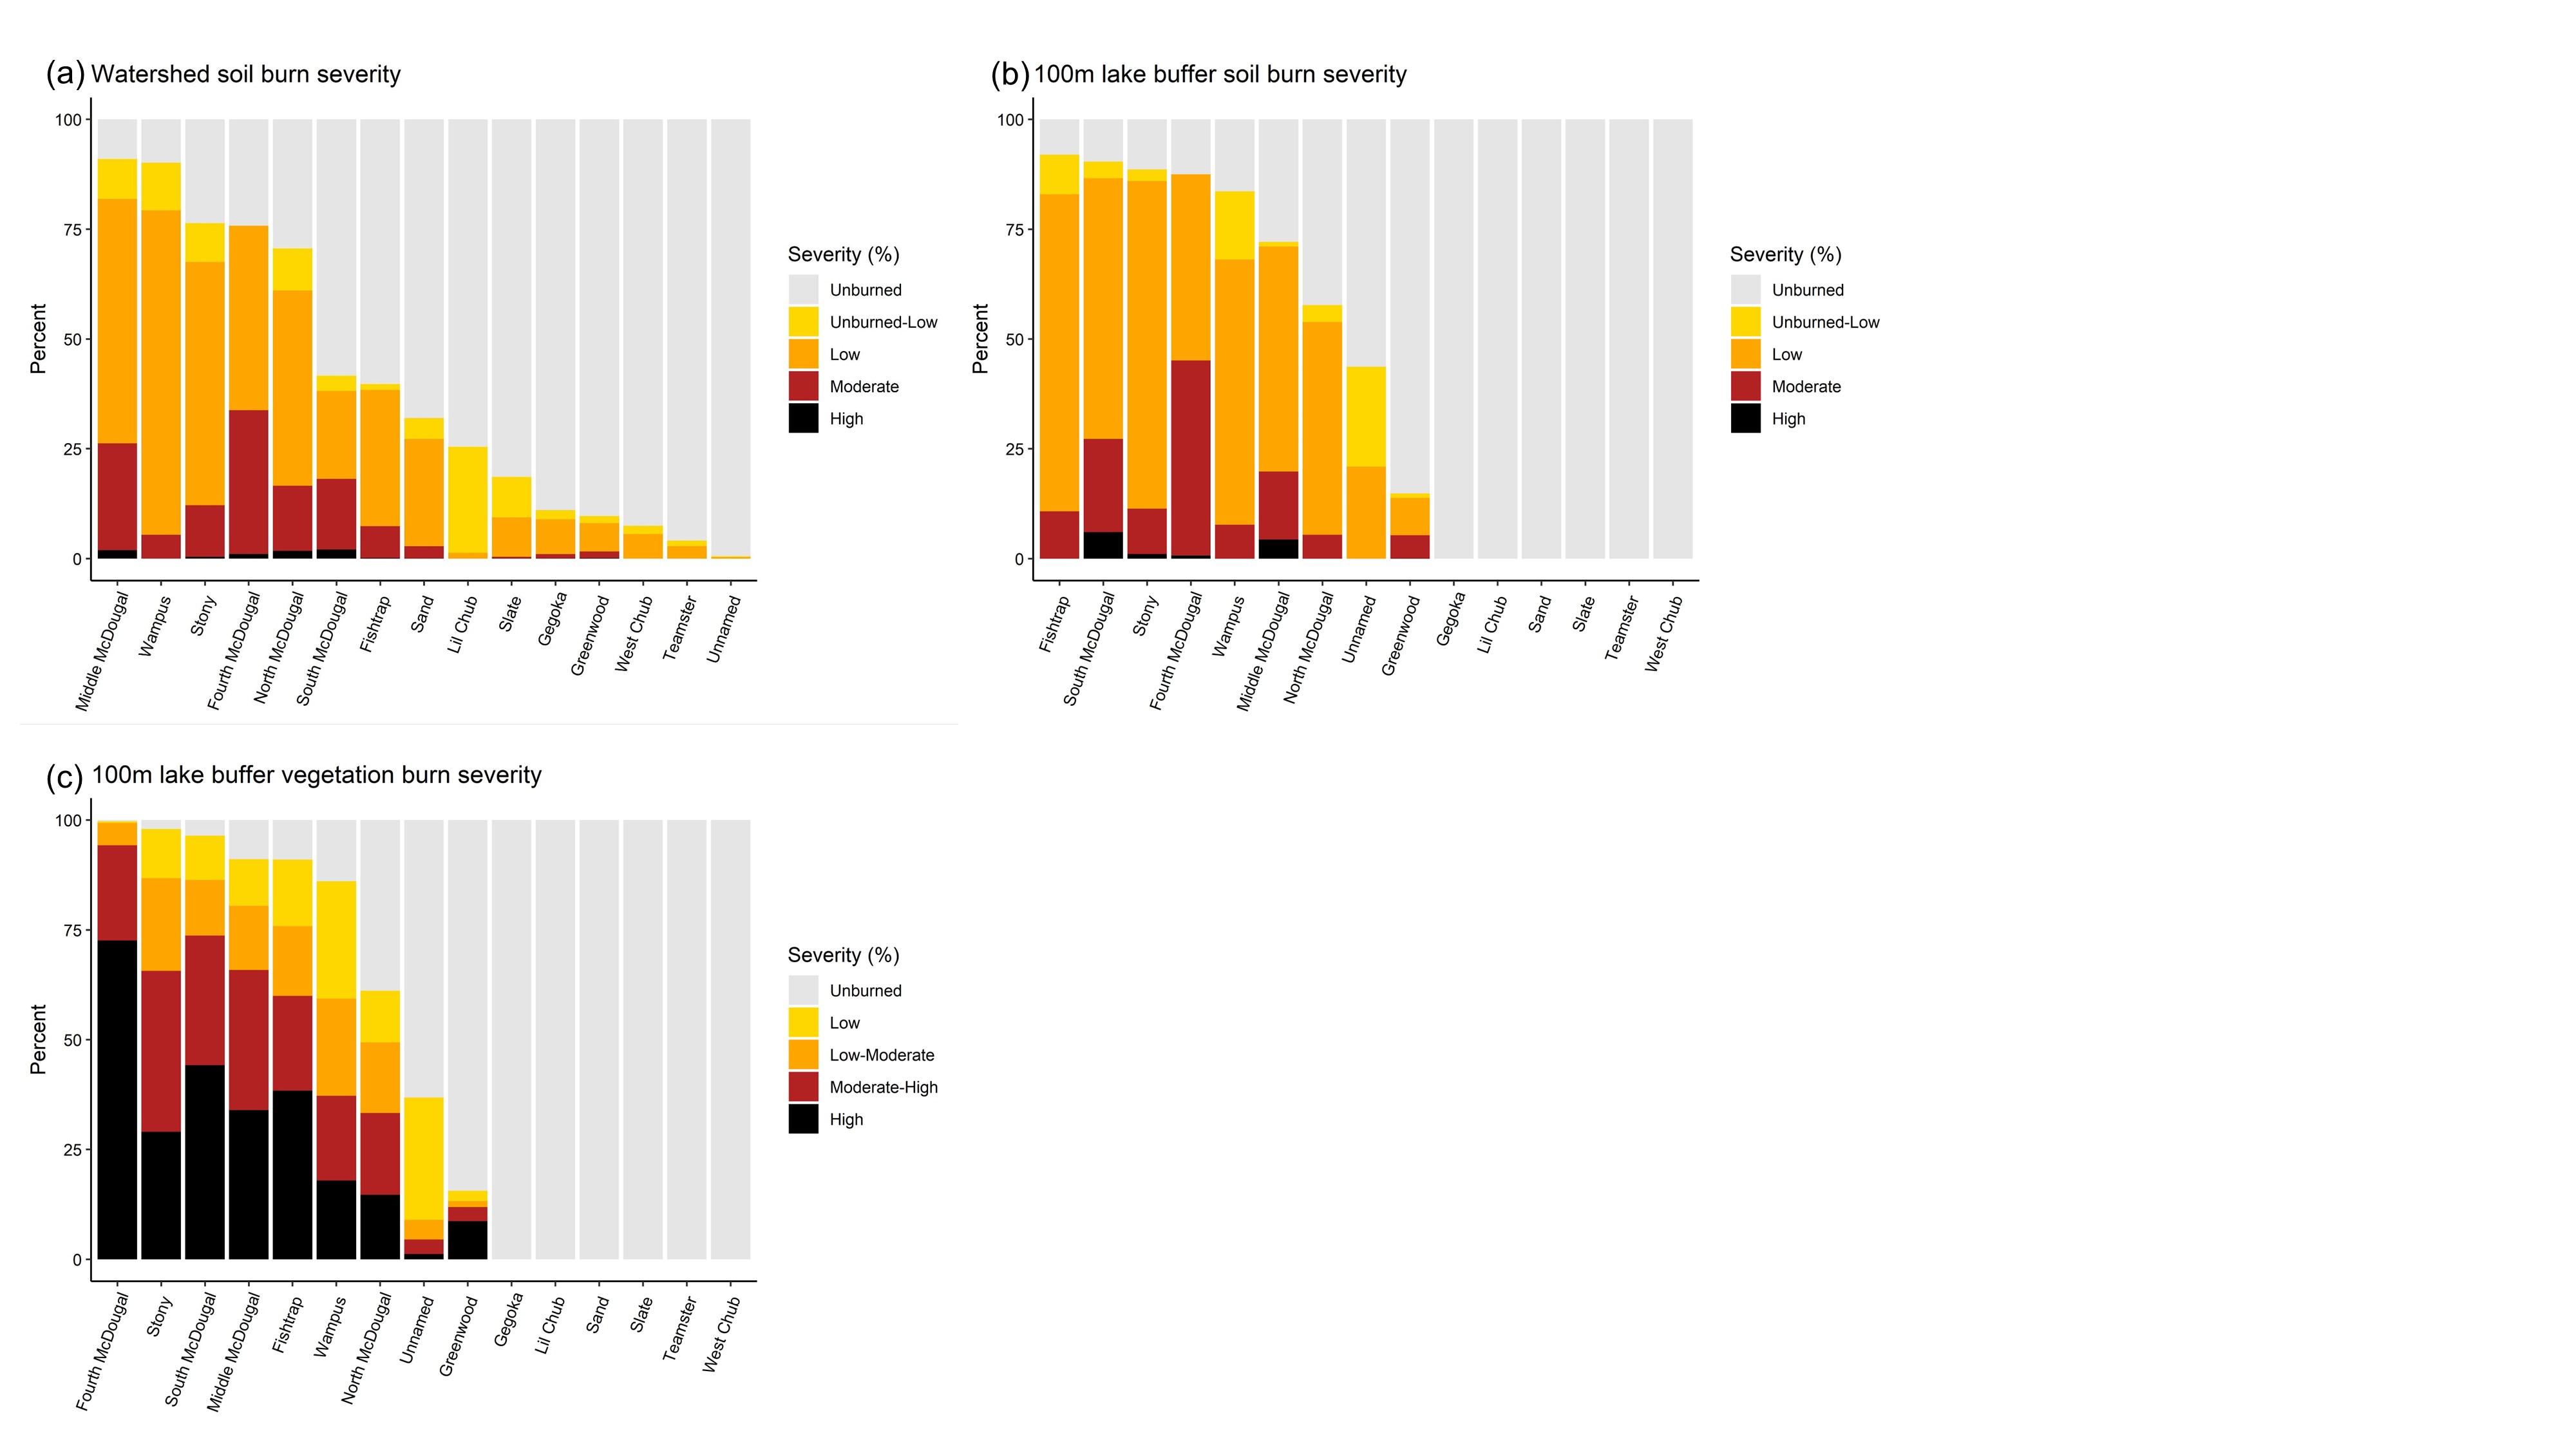 (a) Watershed soil burn severity
Percent
100
75
50
25
0
Middle McDougal
Wampus
Stony
Fourth McDougal
North McDougal
South McDougal
Fishtrap
Sand
Lil Chub
Slate
Gegoka
Greenwood
West Chub
Teamster
Unnamed
Severity (%)
Unburned
Unburned-Low
Low
Moderate
High
(b) 100m lake buffer soil burn severity
Percent
100
75
50
25
0
Fishtrap
South McDougal
Stony
Fourth McDougal
Wampus
Middle McDougal
North McDougal
Unnamed
Greenwood
Gegoka
Lil Chub
Sand
Slate
Teamster
West Chub
Severity (%)
Unburned
Unburned-Low
Low
Moderate
High
(c) 100m lake buffer vegetation burn severity
Percent
100
75
50
25
0
Fourth McDougal
Stony
South McDougal
Middle McDougal
Fishtrap
Wampus
North McDougal
Unnamed
Greenwood
Gegoka
Lil Chub
Sand
Slate
Teamster
West Chub
Severity (%)
Unburned
Low
Low-Moderate
Moderate-High
High